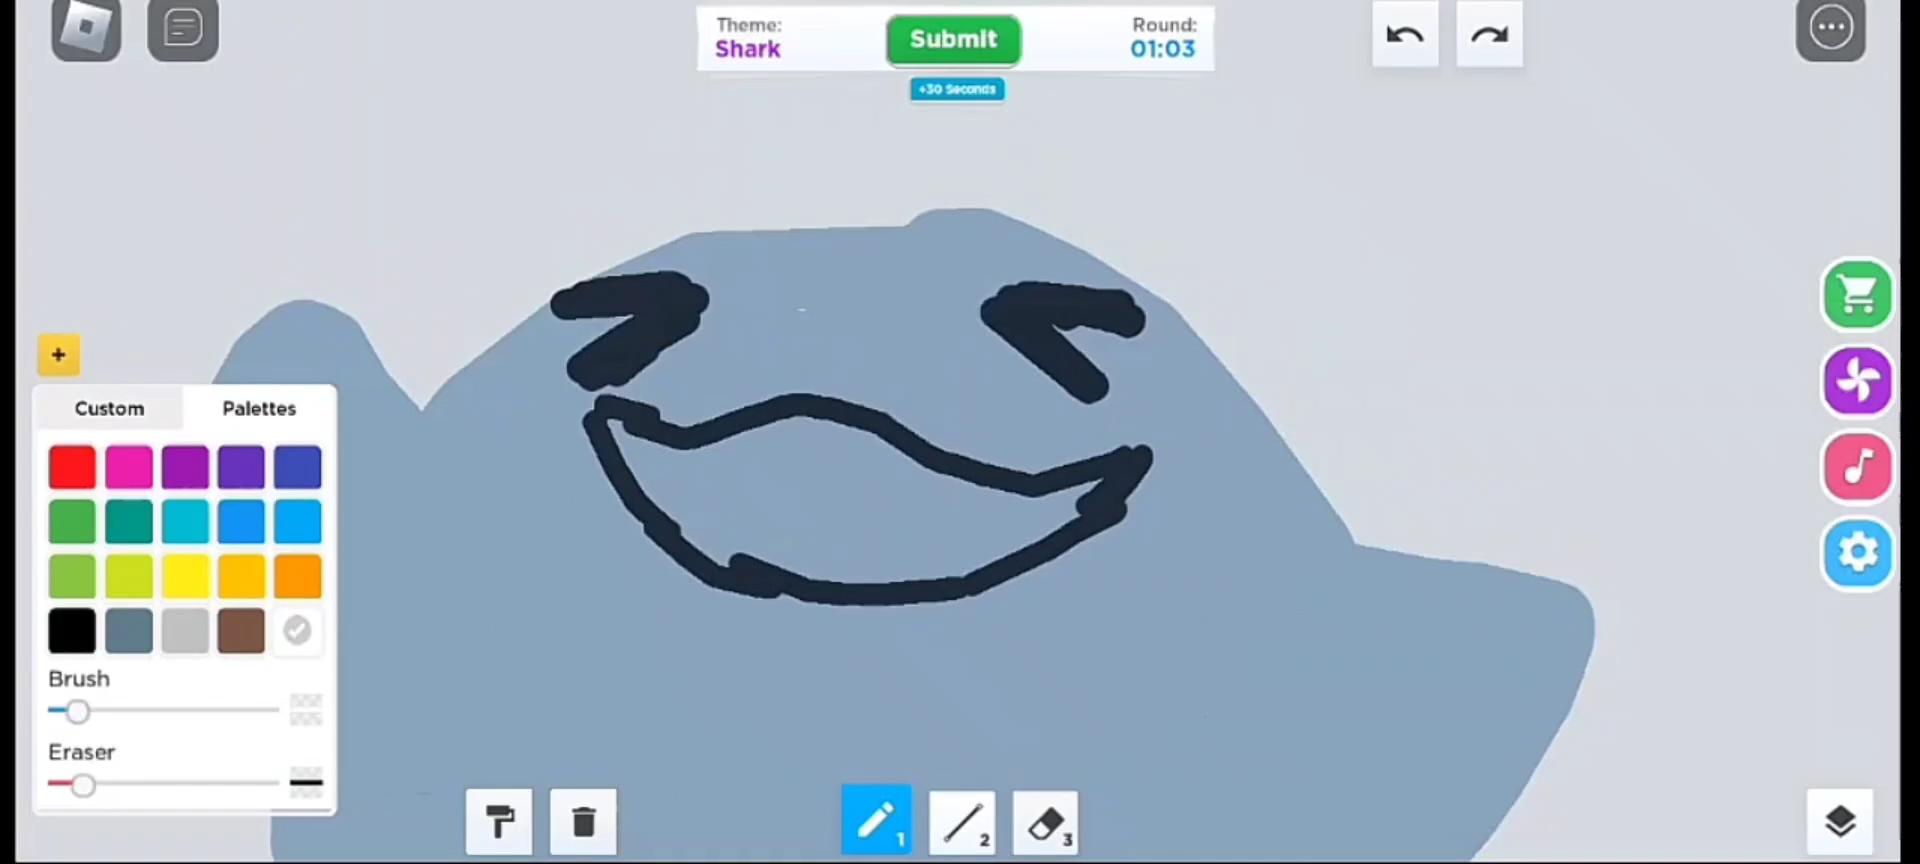 Theme:
Shark
Submit
Round:
01:03
+30 Seconds
+
Custom
Palettes
Brush
Eraser
1
2
3